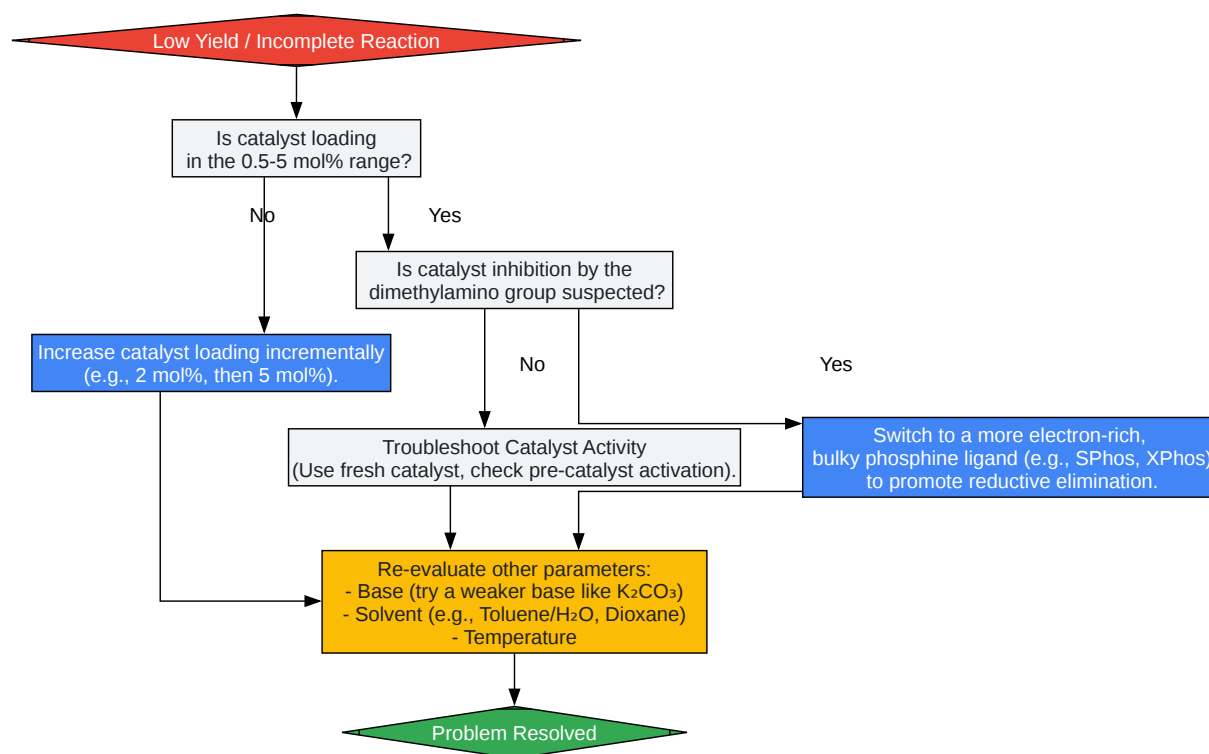 Low Yield / Incomplete Reaction
Is catalyst loading
in the 0.5-5 mol% range?
No
Yes
Is catalyst inhibition by the
dimethylamino group suspected?
Increase catalyst loading incrementally
(e.g., 2 mol%, then 5 mol%).
No
Yes
Troubleshoot Catalyst Activity
(Use fresh catalyst, check pre-catalyst activation).
Switch to a more electron-rich,
bulky phosphine ligand (e.g., SPhos, XPhos)
to promote reductive elimination.
Re-evaluate other parameters:
- Base (try a weaker base like K₂CO₃)
- Solvent (e.g., Toluene/H₂O, Dioxane)
- Temperature
Problem Resolved